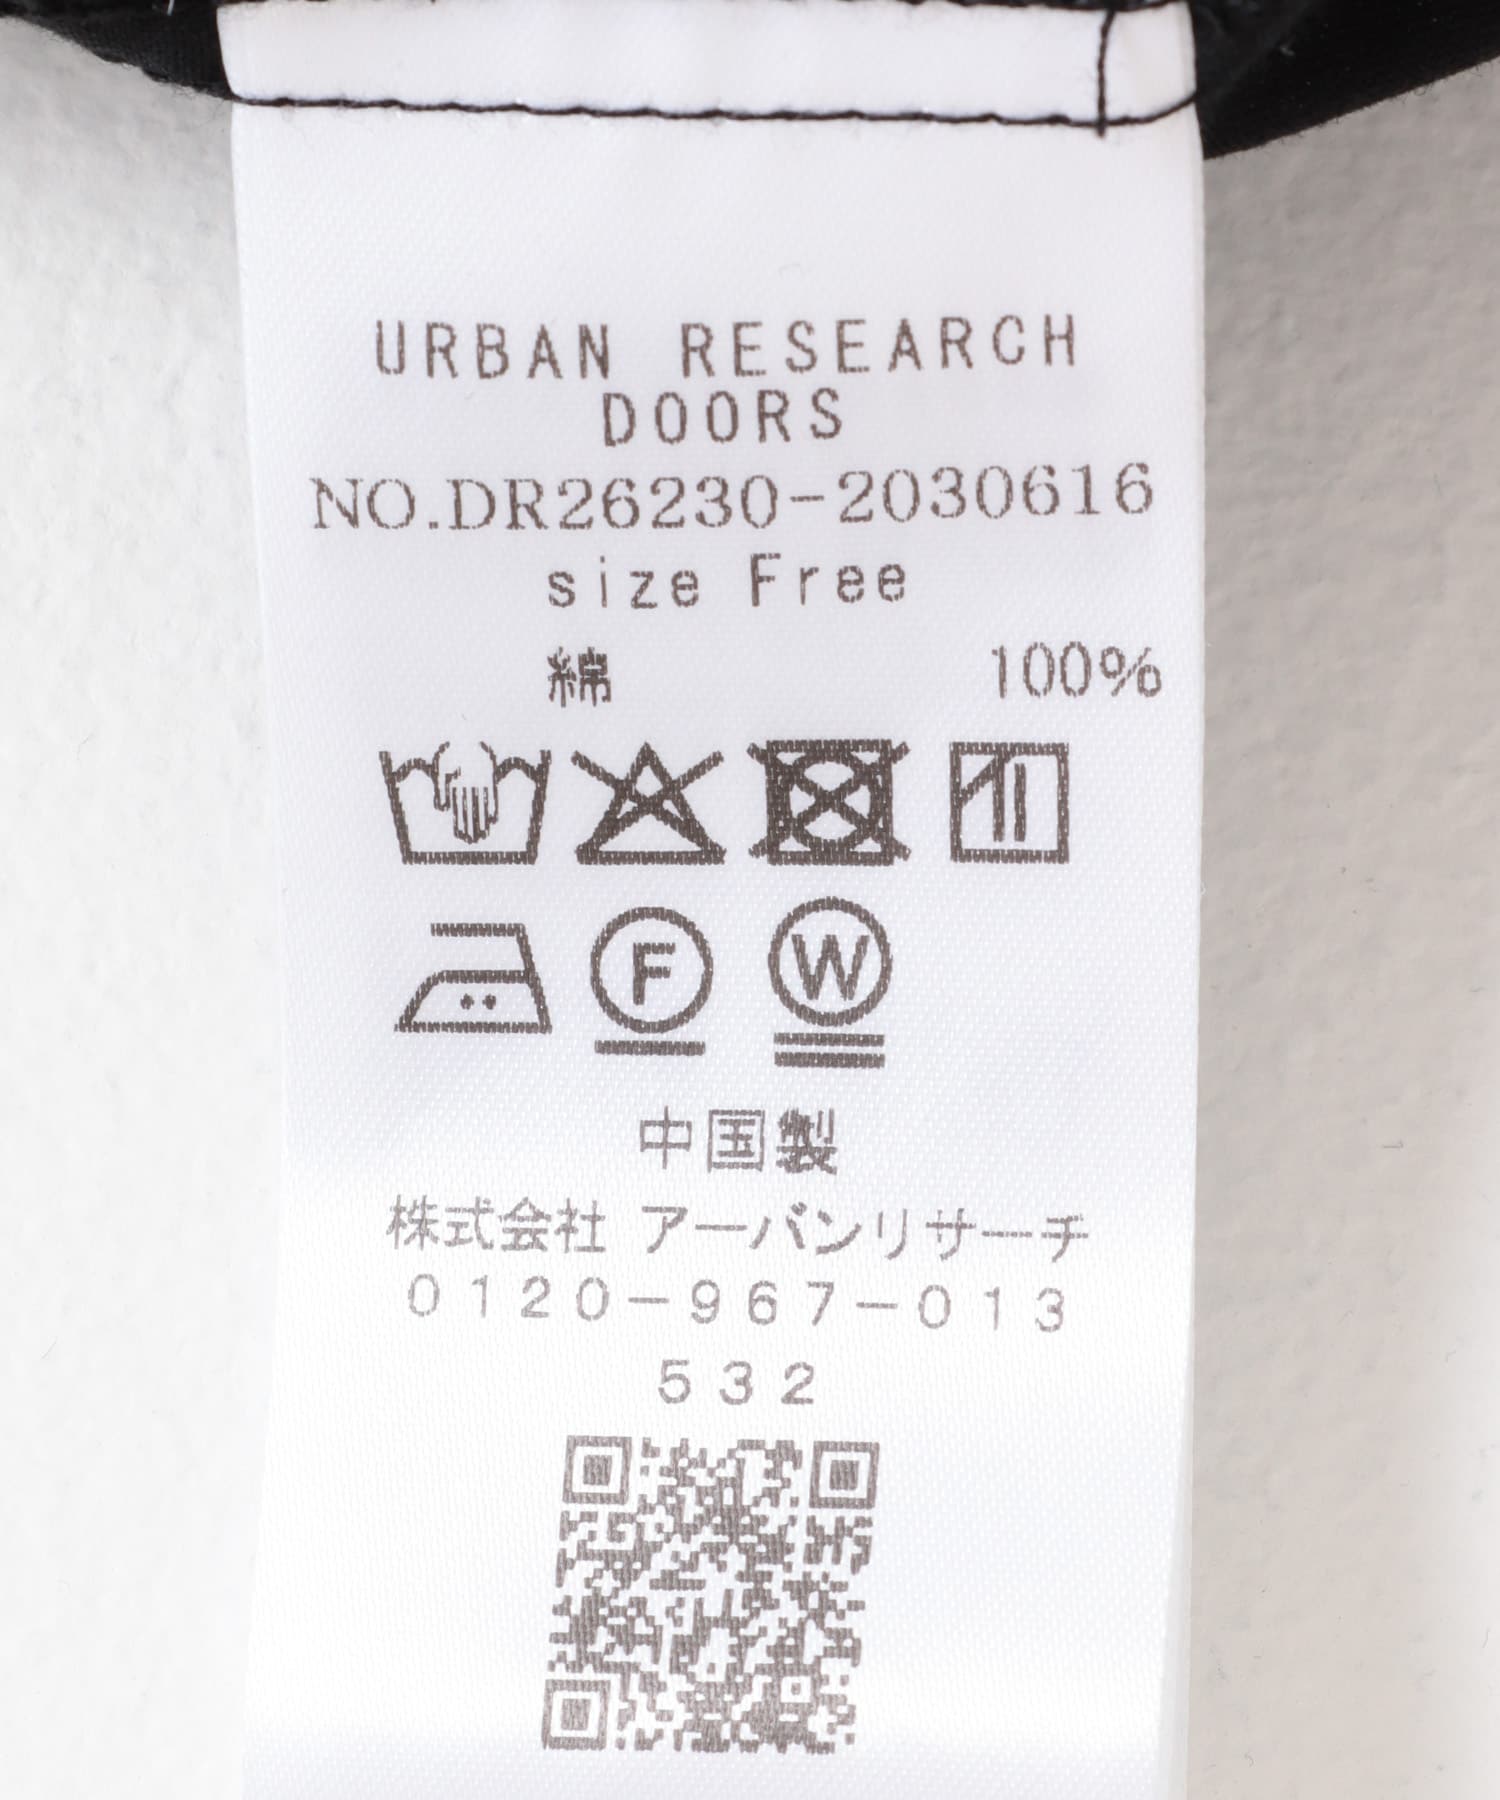 URBAN RESEARCH
DOORS
NO.DR26230-2030616
size Free
綿 100%
F W
中国製
株式会社 アーバンリサーチ
0120-967-013
532